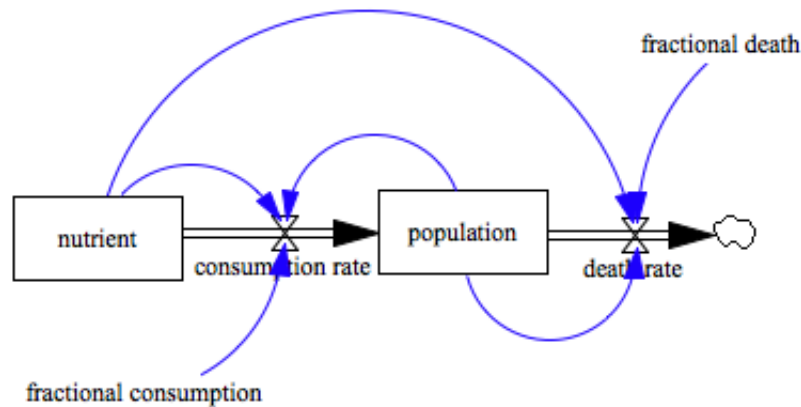 fractional death
nutrient
population
consumption rate
death rate
fractional consumption